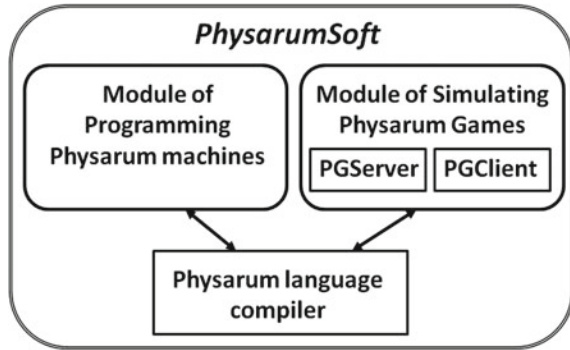 PhysarumSoft
Module of
Programming
Physarum machines
Module of Simulating
Physarum Games
PGServer
PGClient
Physarum language
compiler